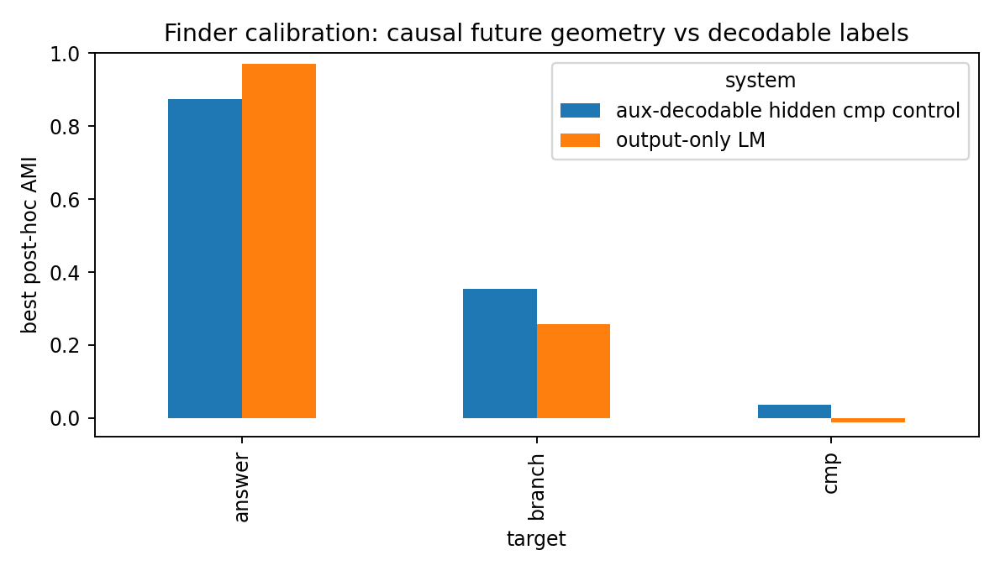 Finder calibration: causal future geometry vs decodable labels
system
aux-decodable hidden cmp control
output-only LM
best post-hoc AMI
1.0
0.8
0.6
0.4
0.2
0.0
answer
branch
cmp
target